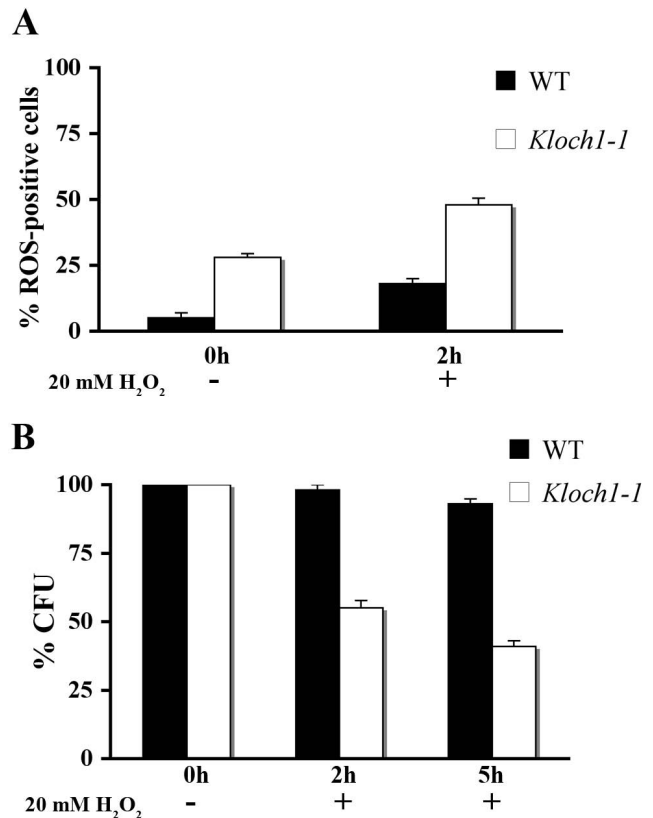 A
% ROS-positive cells
100
75
50
25
0
WT
Kloch1-1
0h 2h
20 mM H₂O₂ - +
B
% CFU
100
75
50
25
0
WT
Kloch1-1
0h 2h 5h
20 mM H₂O₂ - + +